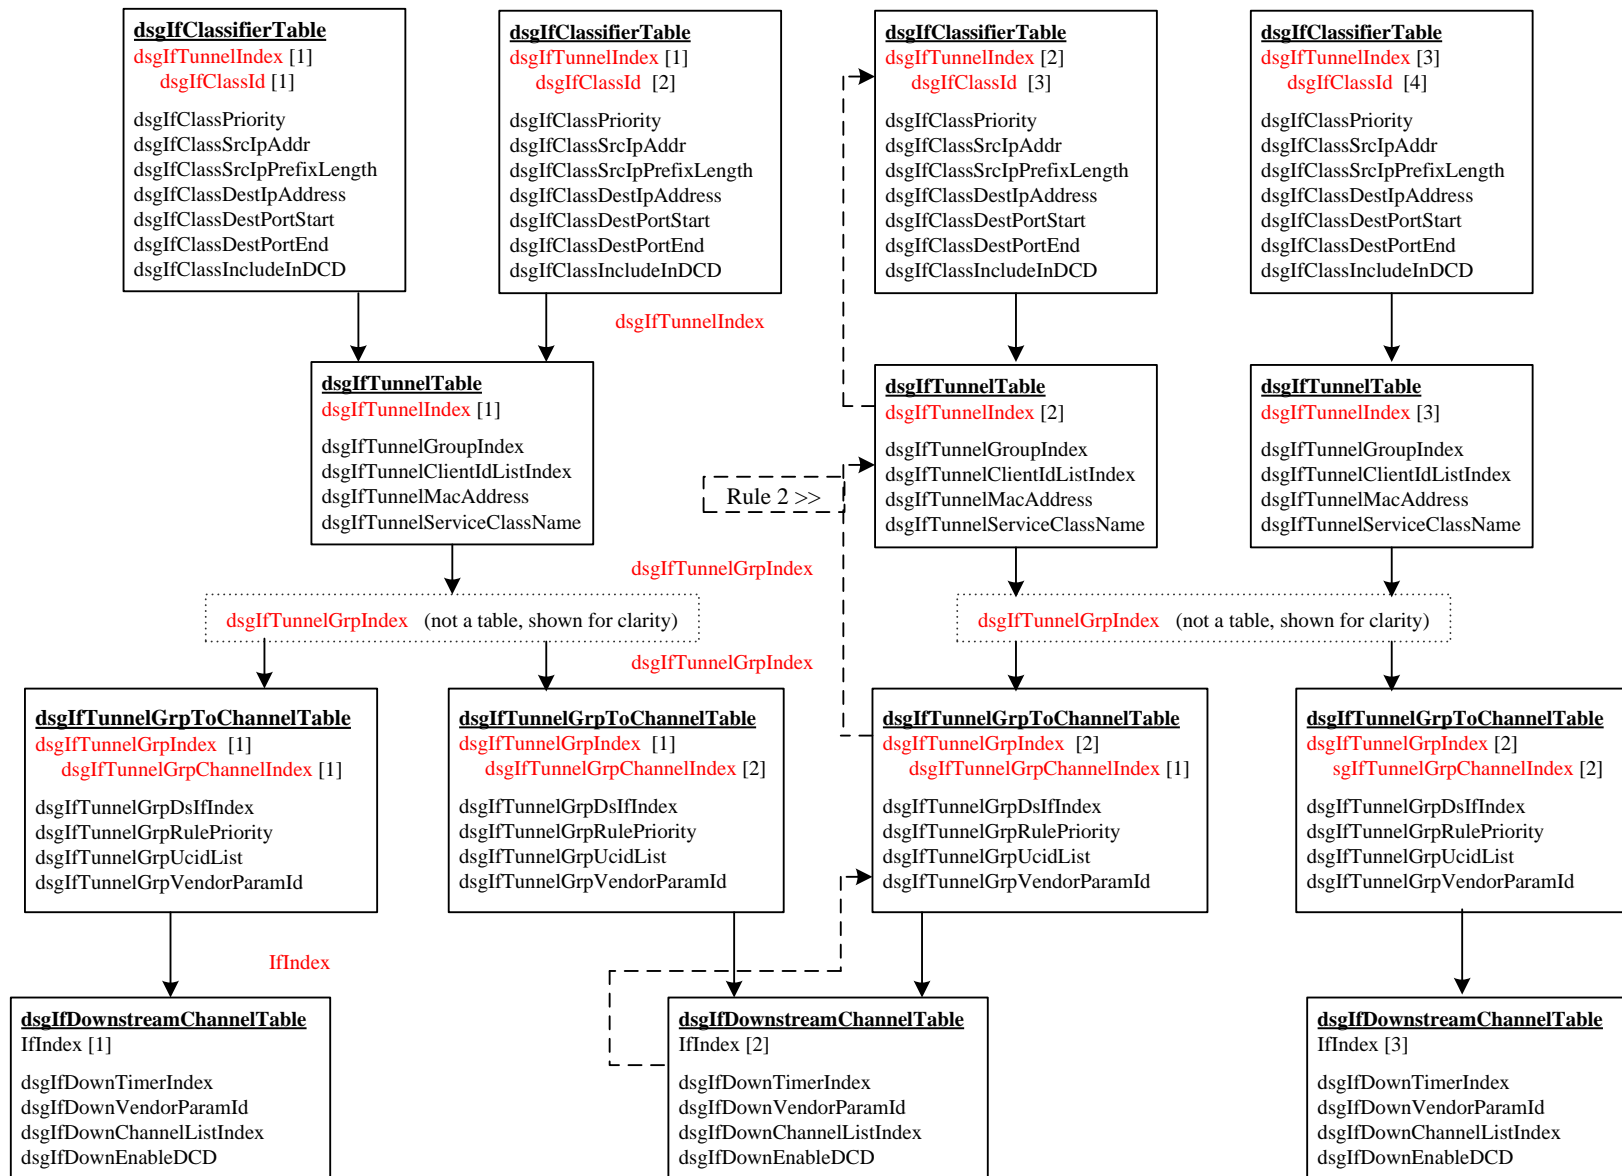 dsgIfClassifierTable
dsgIfTunnelIndex [1]
dsgIfClassId [1]
dsgIfClassPriority
dsgIfClassSrcIpAddr
dsgIfClassSrcIpPrefixLength
dsgIfClassDestIpAddress
dsgIfClassDestPortStart
dsgIfClassDestPortEnd
dsgIfClassIncludeInDCD
dsgIfClassifierTable
dsgIfTunnelIndex [1]
dsgIfClassId [2]
dsgIfClassPriority
dsgIfClassSrcIpAddr
dsgIfClassSrcIpPrefixLength
dsgIfClassDestIpAddress
dsgIfClassDestPortStart
dsgIfClassDestPortEnd
dsgIfClassIncludeInDCD
dsgIfClassifierTable
dsgIfTunnelIndex [2]
dsgIfClassId [3]
dsgIfClassPriority
dsgIfClassSrcIpAddr
dsgIfClassSrcIpPrefixLength
dsgIfClassDestIpAddress
dsgIfClassDestPortStart
dsgIfClassDestPortEnd
dsgIfClassIncludeInDCD
dsgIfClassifierTable
dsgIfTunnelIndex [3]
dsgIfClassId [4]
dsgIfClassPriority
dsgIfClassSrcIpAddr
dsgIfClassSrcIpPrefixLength
dsgIfClassDestIpAddress
dsgIfClassDestPortStart
dsgIfClassDestPortEnd
dsgIfClassIncludeInDCD
dsgIfTunnelIndex
dsgIfTunnelTable
dsgIfTunnelIndex [1]
dsgIfTunnelGroupIndex
dsgIfTunnelClientIdListIndex
dsgIfTunnelMacAddress
dsgIfTunnelServiceClassName
Rule 2 >>
dsgIfTunnelTable
dsgIfTunnelIndex [2]
dsgIfTunnelGroupIndex
dsgIfTunnelClientIdListIndex
dsgIfTunnelMacAddress
dsgIfTunnelServiceClassName
dsgIfTunnelTable
dsgIfTunnelIndex [3]
dsgIfTunnelGroupIndex
dsgIfTunnelClientIdListIndex
dsgIfTunnelMacAddress
dsgIfTunnelServiceClassName
dsgIfTunnelGrpIndex
dsgIfTunnelGrpIndex (not a table, shown for clarity)
dsgIfTunnelGrpIndex (not a table, shown for clarity)
dsgIfTunnelGrpIndex
dsgIfTunnelGrpToChannelTable
dsgIfTunnelGrpIndex [1]
dsgIfTunnelGrpChannelIndex [1]
dsgIfTunnelGrpDsIfIndex
dsgIfTunnelGrpRulePriority
dsgIfTunnelGrpUcidList
dsgIfTunnelGrpVendorParamId
dsgIfTunnelGrpToChannelTable
dsgIfTunnelGrpIndex [1]
dsgIfTunnelGrpChannelIndex [2]
dsgIfTunnelGrpDsIfIndex
dsgIfTunnelGrpRulePriority
dsgIfTunnelGrpUcidList
dsgIfTunnelGrpVendorParamId
dsgIfTunnelGrpToChannelTable
dsgIfTunnelGrpIndex [2]
dsgIfTunnelGrpChannelIndex [1]
dsgIfTunnelGrpDsIfIndex
dsgIfTunnelGrpRulePriority
dsgIfTunnelGrpUcidList
dsgIfTunnelGrpVendorParamId
dsgIfTunnelGrpToChannelTable
dsgIfTunnelGrpIndex [2]
sgIfTunnelGrpChannelIndex [2]
dsgIfTunnelGrpDsIfIndex
dsgIfTunnelGrpRulePriority
dsgIfTunnelGrpUcidList
dsgIfTunnelGrpVendorParamId
IfIndex
dsgIfDownstreamChannelTable
IfIndex [1]
dsgIfDownTimerIndex
dsgIfDownVendorParamId
dsgIfDownChannelListIndex
dsgIfDownEnableDCD
dsgIfDownstreamChannelTable
IfIndex [2]
dsgIfDownTimerIndex
dsgIfDownVendorParamId
dsgIfDownChannelListIndex
dsgIfDownEnableDCD
dsgIfDownstreamChannelTable
IfIndex [3]
dsgIfDownTimerIndex
dsgIfDownVendorParamId
dsgIfDownChannelListIndex
dsgIfDownEnableDCD